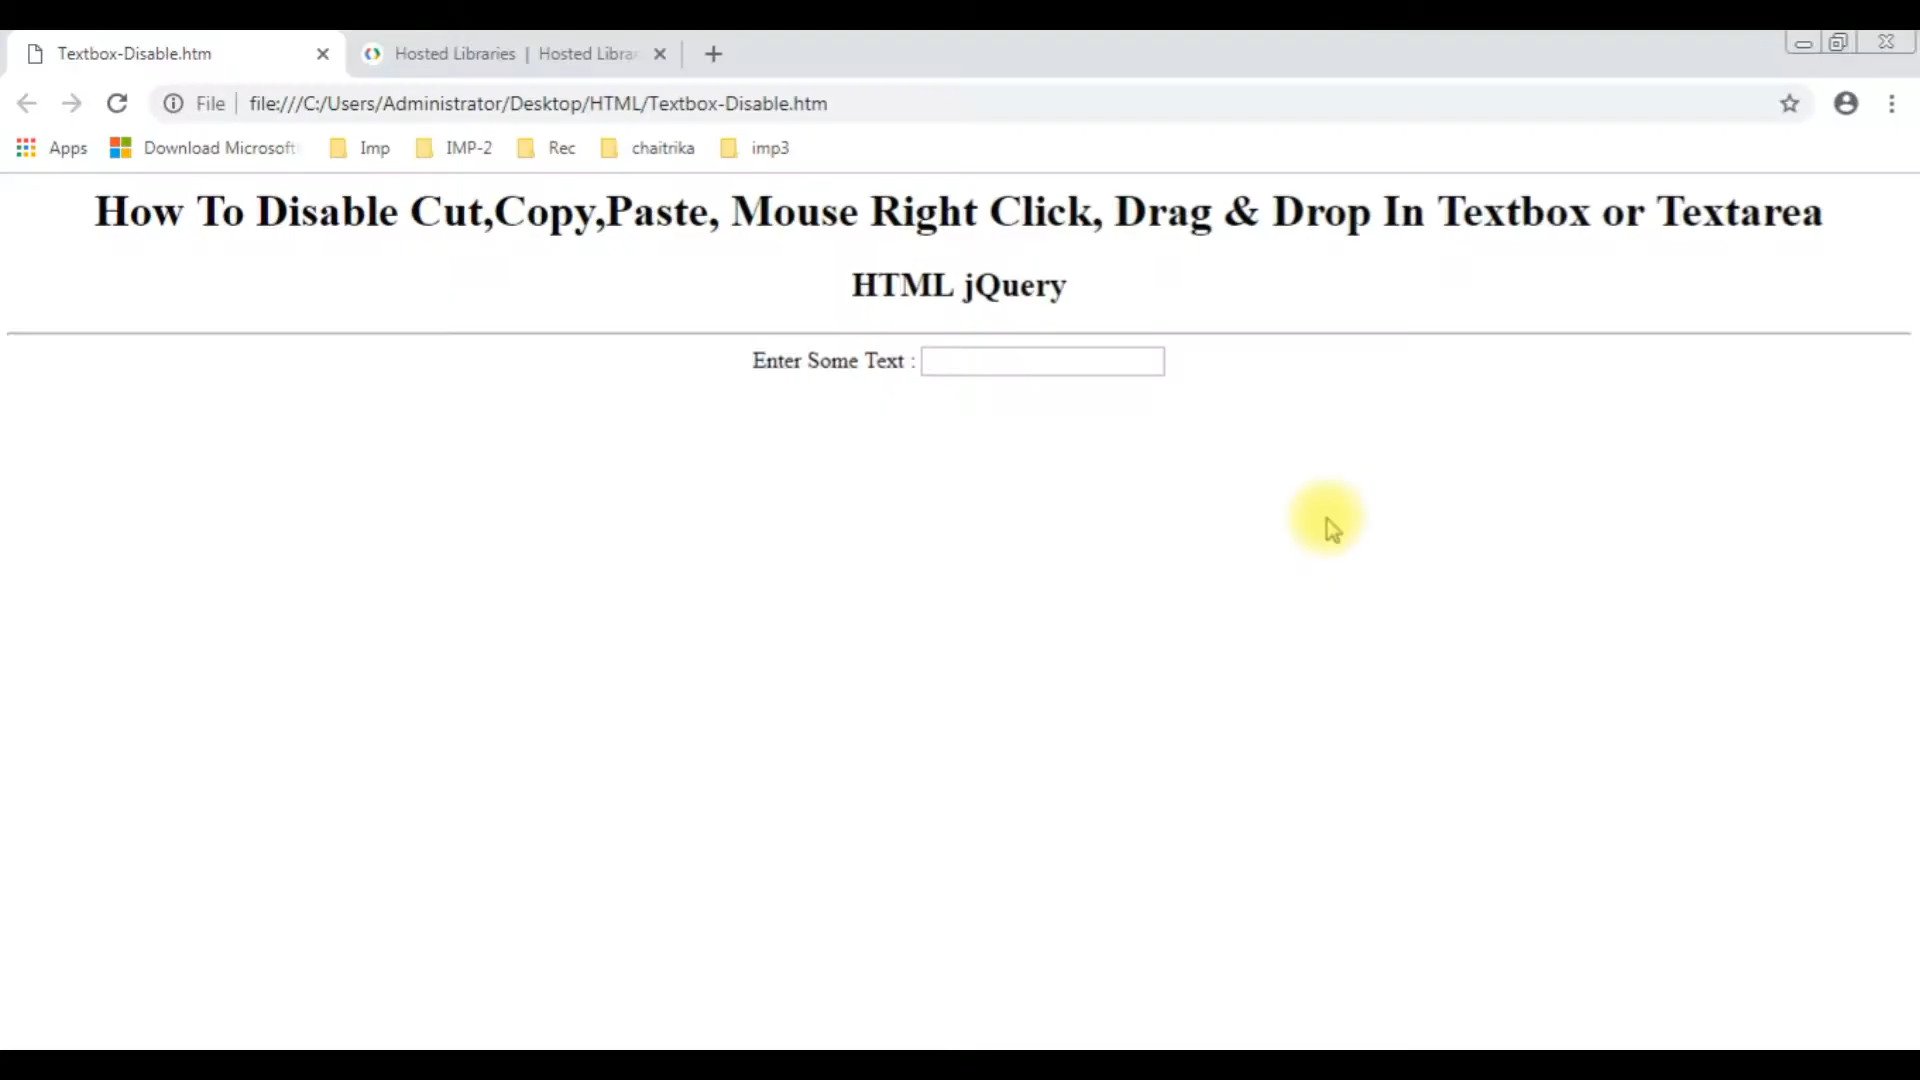 Textbox-Disable.htm
Hosted Libraries | Hosted Libra
File
file:///C:/Users/Administrator/Desktop/HTML/Textbox-Disable.htm
Apps
Download Microsoft
Imp
IMP-2
Rec
chaitrika
imp3
How To Disable Cut,Copy,Paste, Mouse Right Click, Drag & Drop In Textbox or Textarea
HTML jQuery
Enter Some Text :